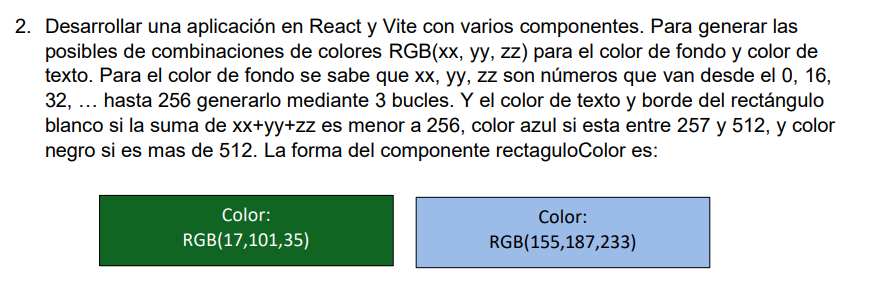 2. Desarrollar una aplicación en React y Vite con varios componentes. Para generar las
posibles de combinaciones de colores RGB(xx, yy, zz) para el color de fondo y color de
texto. Para el color de fondo se sabe que xx, yy, zz son números que van desde el 0, 16,
32, … hasta 256 generarlo mediante 3 bucles. Y el color de texto y borde del rectángulo
blanco si la suma de xx+yy+zz es menor a 256, color azul si esta entre 257 y 512, y color
negro si es mas de 512. La forma del componente rectaguloColor es:
Color:
RGB(17,101,35)
Color:
RGB(155,187,233)